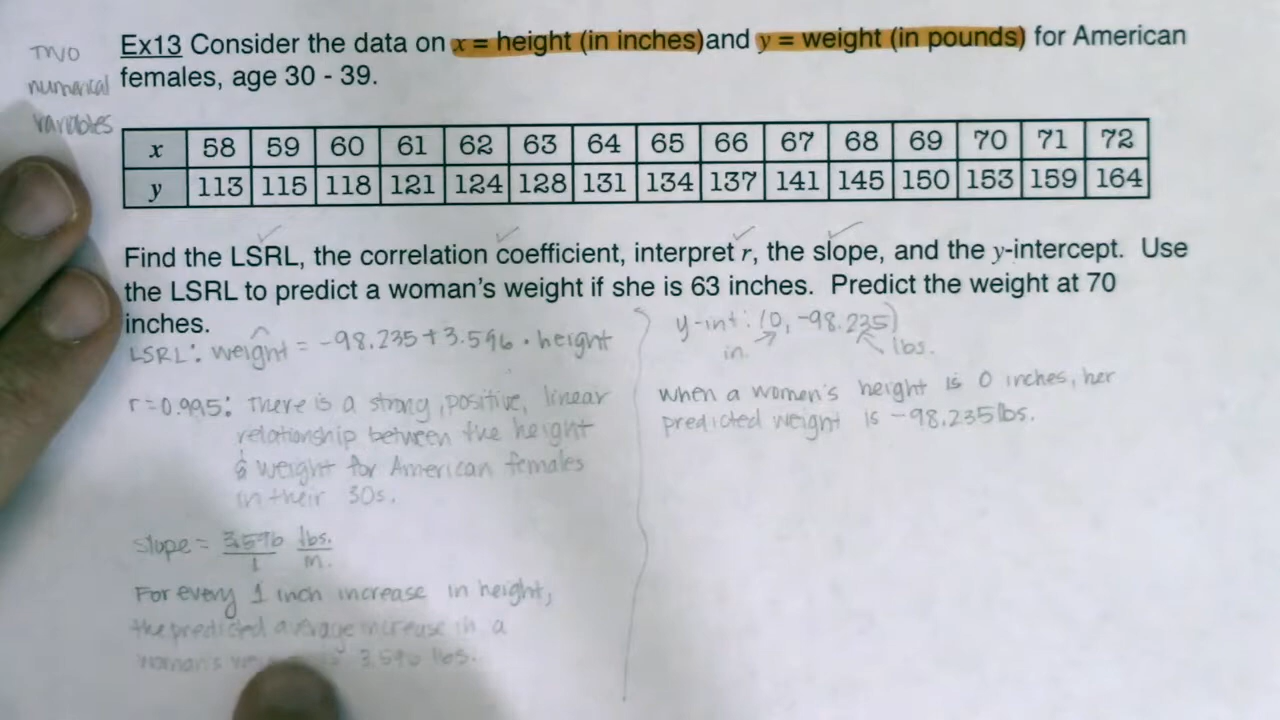 TWO
numerical
variables
Ex13 Consider the data on x = height (in inches) and y = weight (in pounds) for American
females, age 30 - 39.
x 58 59 60 61 62 63 64 65 66 67 68 69 70 71 72
y 113 115 118 121 124 128 131 134 137 141 145 150 153 159 164
Find the LSRL, the correlation coefficient, interpret r, the slope, and the y-intercept. Use
the LSRL to predict a woman's weight if she is 63 inches. Predict the weight at 70
inches.
LSRL: weight = -98.235 + 3.596 · height
r=0.995: There is a strong, positive, linear
relationship between the height
& weight for American females
in their 30s.
slope = 3.596 lbs.
1 in.
For every 1 inch increase in height,
the predicted average increase in a
woman's 3.596 lbs.
y-int: (0, -98.235)
in. lbs.
when a women's height is 0 inches, her
predicted weight is -98.235lbs.